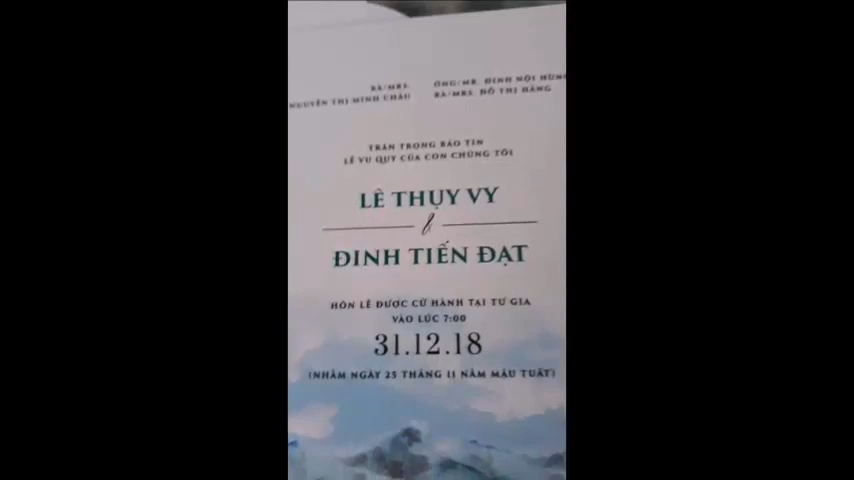 BÀ/MRS.
NGUYỄN THỊ MINH CHÂU
ÔNG/MR. ĐINH NỘI HÙNG
BÀ/MRS. ĐỖ THỊ HẰNG
TRÂN TRỌNG BÁO TIN
LỄ VU QUY CỦA CON CHÚNG TÔI
LÊ THỤY VY
&
ĐINH TIẾN ĐẠT
HÔN LỄ ĐƯỢC CỬ HÀNH TẠI TƯ GIA
VÀO LÚC 7:00
31.12.18
(NHẰM NGÀY 25 THÁNG 11 NĂM MẬU TUẤT)